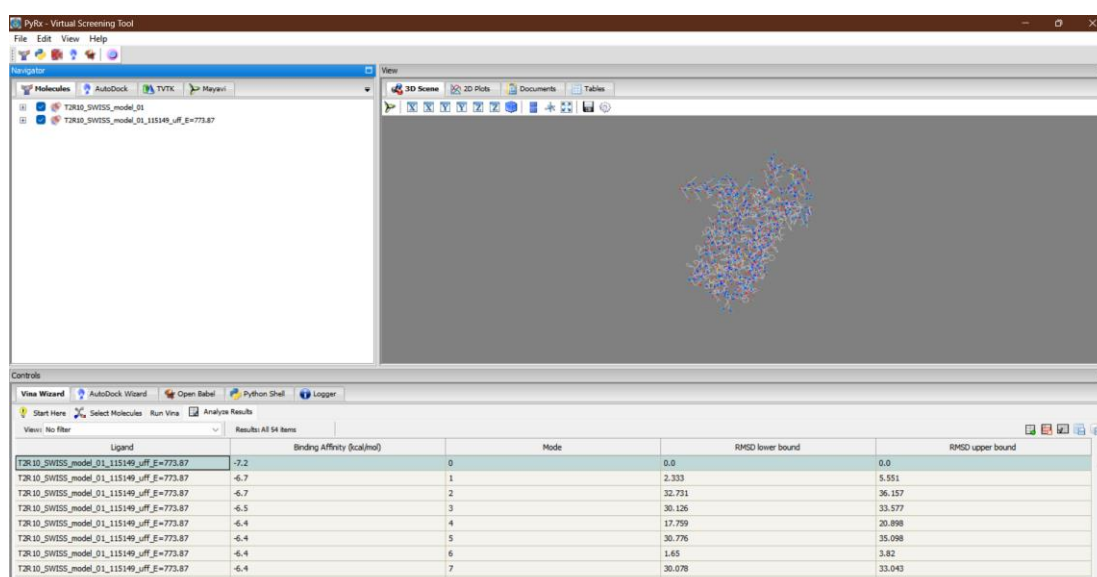 PyRx - Virtual Screening Tool
File Edit View Help
Navigator
View
Molecules AutoDock TVTK Mayavi
3D Scene 2D Plots Documents Tables
T2R10_SWISS_model_01
T2R10_SWISS_model_01_115149_uff_E=773.87
X X Y Y Z Z
Controls
Vina Wizard AutoDock Wizard Open Babel Python Shell Logger
Start Here Select Molecules Run Vina Analyze Results
View: No filter Results: All 54 items
Ligand Binding Affinity (kcal/mol) Mode RMSD lower bound RMSD upper bound
T2R10_SWISS_model_01_115149_uff_E=773.87 -7.2 0 0.0 0.0
T2R10_SWISS_model_01_115149_uff_E=773.87 -6.7 1 2.333 5.551
T2R10_SWISS_model_01_115149_uff_E=773.87 -6.7 2 32.731 36.157
T2R10_SWISS_model_01_115149_uff_E=773.87 -6.5 3 30.126 33.577
T2R10_SWISS_model_01_115149_uff_E=773.87 -6.4 4 17.759 20.898
T2R10_SWISS_model_01_115149_uff_E=773.87 -6.4 5 30.776 35.098
T2R10_SWISS_model_01_115149_uff_E=773.87 -6.4 6 1.65 3.82
T2R10_SWISS_model_01_115149_uff_E=773.87 -6.4 7 30.078 33.043